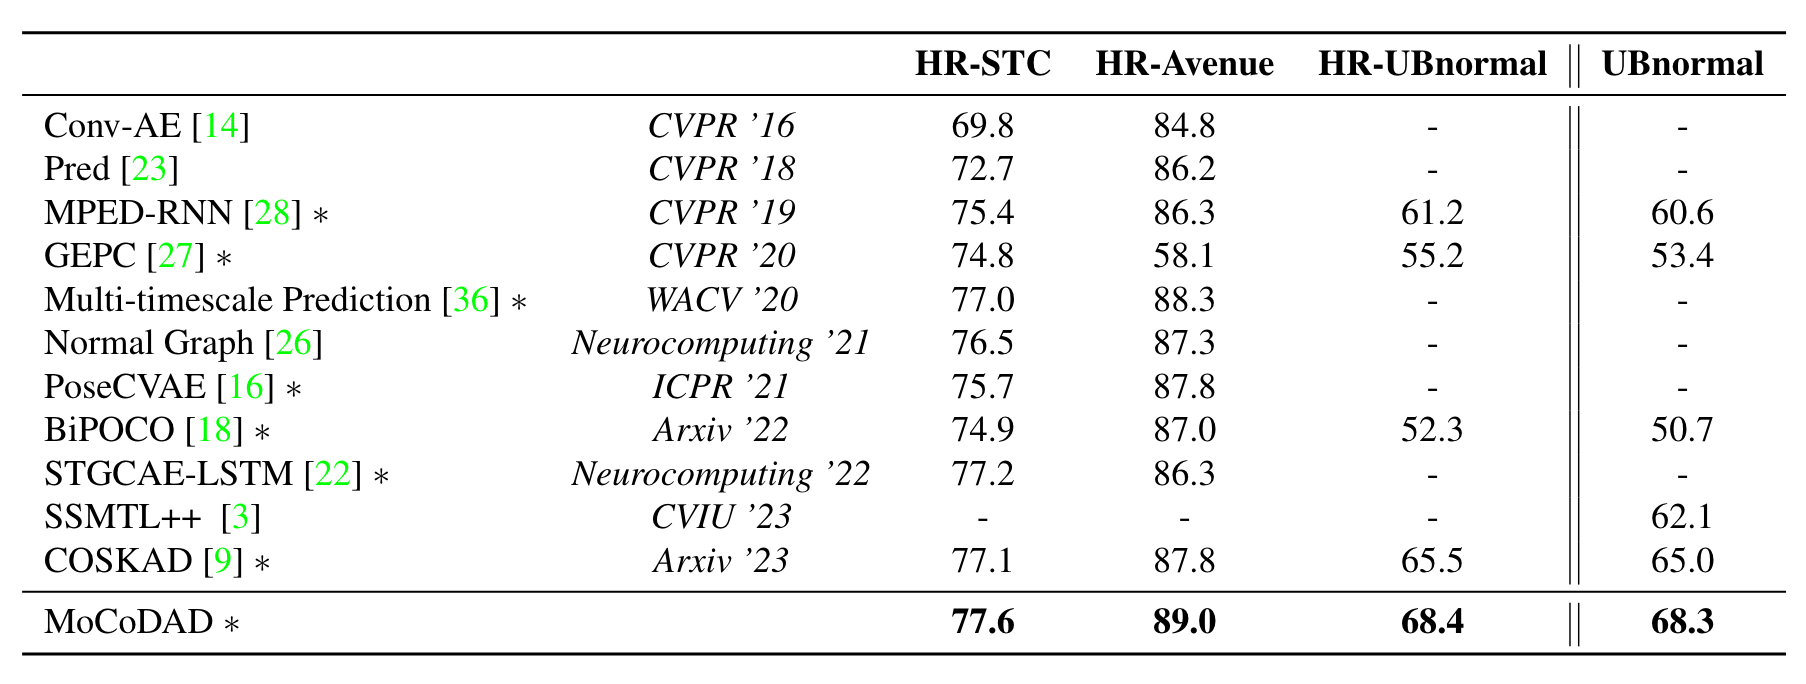 HR-STC HR-Avenue HR-UBnormal UBnormal
Conv-AE [14] CVPR ’16 69.8 84.8 - -
Pred [23] CVPR ’18 72.7 86.2 - -
MPED-RNN [28] ∗ CVPR ’19 75.4 86.3 61.2 60.6
GEPC [27] ∗ CVPR ’20 74.8 58.1 55.2 53.4
Multi-timescale Prediction [36] ∗ WACV ’20 77.0 88.3 - -
Normal Graph [26] Neurocomputing ’21 76.5 87.3 - -
PoseCVAE [16] ∗ ICPR ’21 75.7 87.8 - -
BiPOCO [18] ∗ Arxiv ’22 74.9 87.0 52.3 50.7
STGCAE-LSTM [22] ∗ Neurocomputing ’22 77.2 86.3 - -
SSMTL++ [3] CVIU ’23 - - - 62.1
COSKAD [9] ∗ Arxiv ’23 77.1 87.8 65.5 65.0
MoCoDAD ∗ 77.6 89.0 68.4 68.3